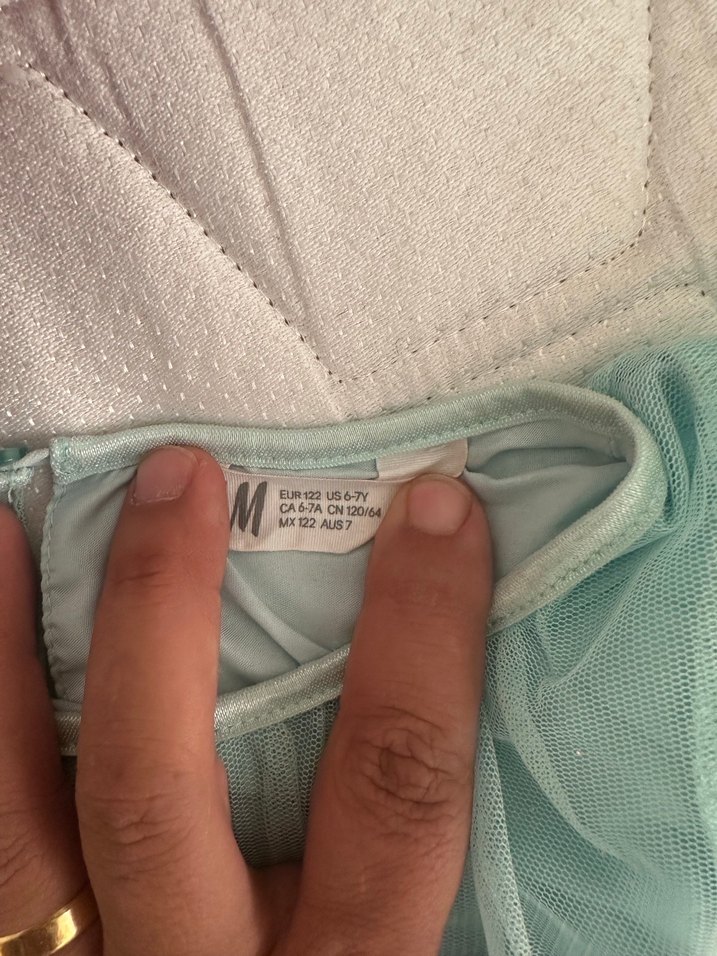 M
EUR 122 US 6-7Y
CA 6-7A CN 120/64
MX 122 AUS 7